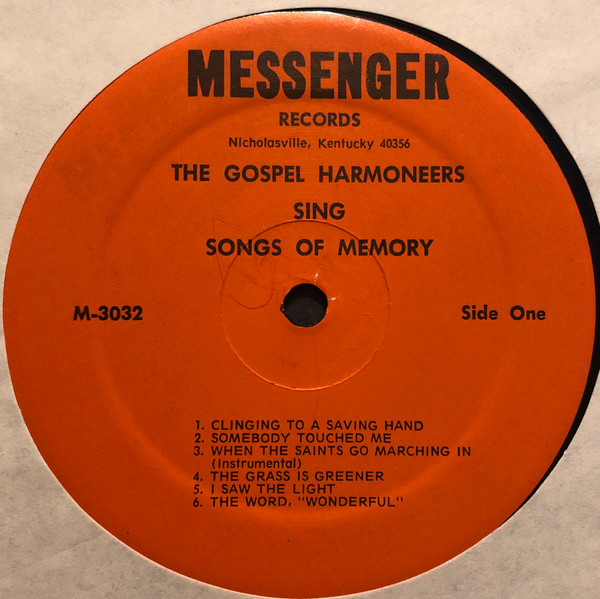 MESSENGER
RECORDS
Nicholasville, Kentucky 40356
THE GOSPEL HARMONEERS
SING
SONGS OF MEMORY
M-3032
Side One
1. CLINGING TO A SAVING HAND
2. SOMEBODY TOUCHED ME
3. WHEN THE SAINTS GO MARCHING IN
(Instrumental)
4. THE GRASS IS GREENER
5. I SAW THE LIGHT
6. THE WORD, "WONDERFUL"